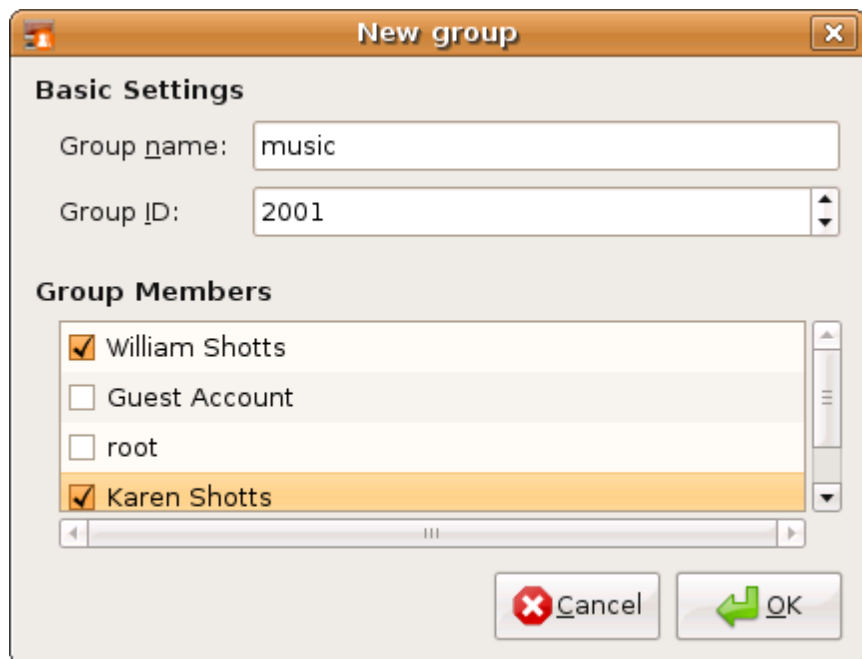 New group
Basic Settings
Group name: music
Group ID: 2001
Group Members
William Shotts
Guest Account
root
Karen Shotts
Cancel OK